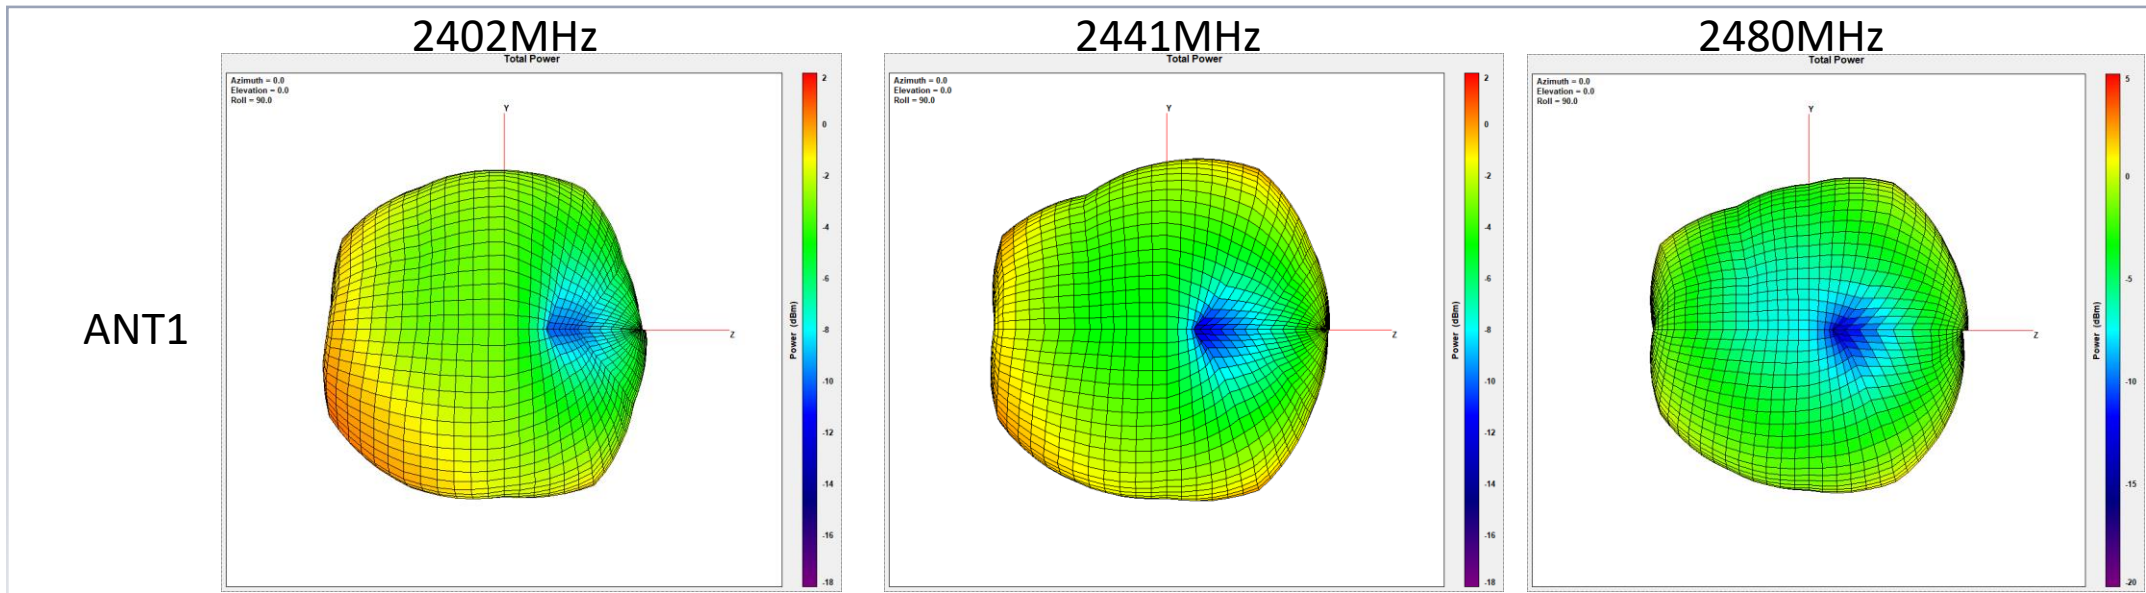 2402MHz
2441MHz
2480MHz
ANT1
Total Power
Azimuth = 0.0
Elevation = 0.0
Roll = 90.0
Y
Z
2
0
-2
-4
-6
-8
-10
-12
-14
-16
-18
Power (dBm)
Total Power
Azimuth = 0.0
Elevation = 0.0
Roll = 90.0
Y
Z
2
0
-2
-4
-6
-8
-10
-12
-14
-16
-18
Power (dBm)
Total Power
Azimuth = 0.0
Elevation = 0.0
Roll = 90.0
Y
Z
5
0
-5
-10
-15
-20
Power (dBm)